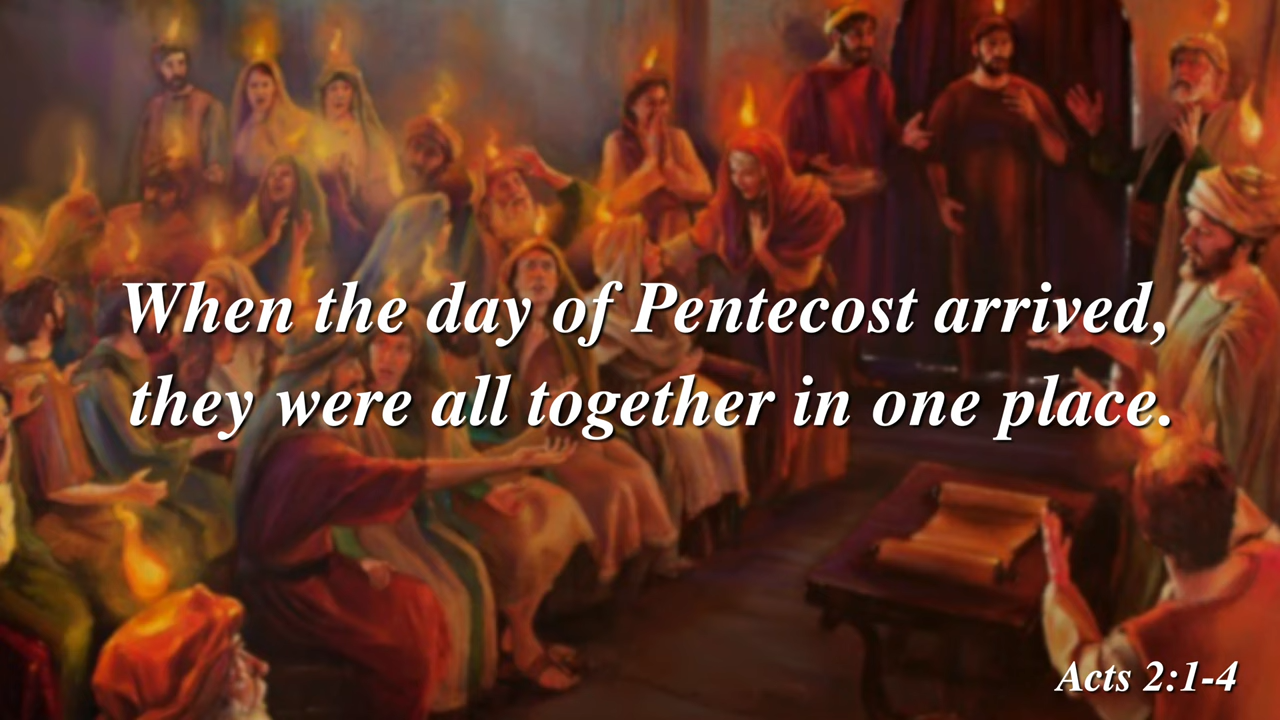 When the day of Pentecost arrived,
they were all together in one place.
Acts 2:1-4